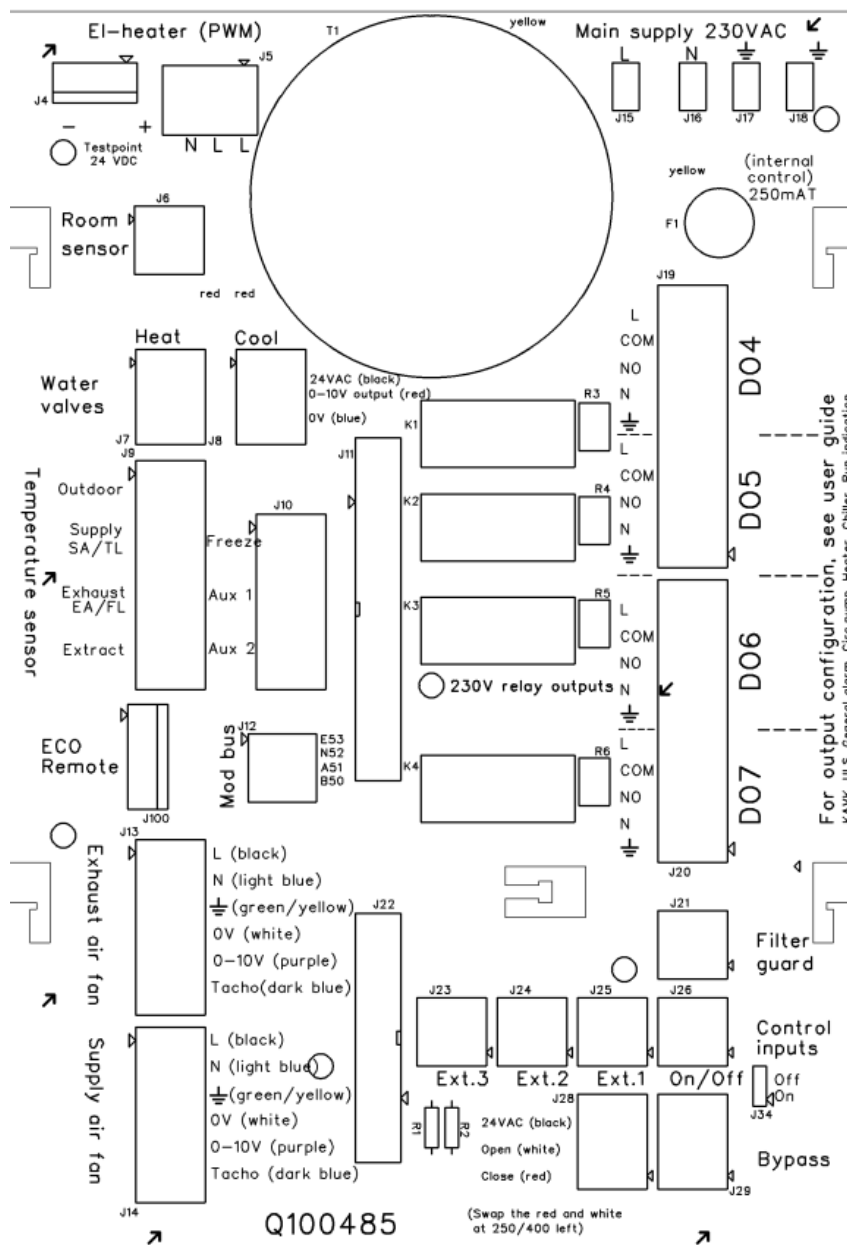 El-heater (PWM)
J4
J5
− +
Testpoint
24 VDC
N L L
T1
yellow
Main supply 230VAC
L
N
J15
J16
J17
J18
yellow
(internal
control)
250mAT
F1
Room
sensor
J6
red red
Heat
Cool
Water
valves
J7
J8
24VAC (black)
0-10V output (red)
0V (blue)
Temperature sensor
J9
Outdoor
Supply
SA/TL
Exhaust
EA/FL
Extract
J10
Freeze
Aux 1
Aux 2
J11
K1
R3
K2
R4
K3
R5
K4
R6
230V relay outputs
J19
L
COM
NO
N
DO4
L
COM
NO
N
DO5
L
COM
NO
N
DO6
L
COM
NO
N
DO7
J20
For output configuration, see user guide
ECO
Remote
J100
Mod bus
J12
E53
N52
A51
B50
Exhaust air fan
J13
L (black)
N (light blue)
(green/yellow)
0V (white)
0-10V (purple)
Tacho(dark blue)
Supply air fan
L (black)
N (light blue)
(green/yellow)
0V (white)
0-10V (purple)
Tacho (dark blue)
J14
J22
J21
Filter
guard
J23
J24
J25
J26
Control
inputs
Ext.3
Ext.2
Ext.1
On/Off
Off
On
J34
R1
R2
J28
24VAC (black)
Open (white)
Close (red)
J29
Bypass
Q100485
(Swap the red and white
at 250/400 left)